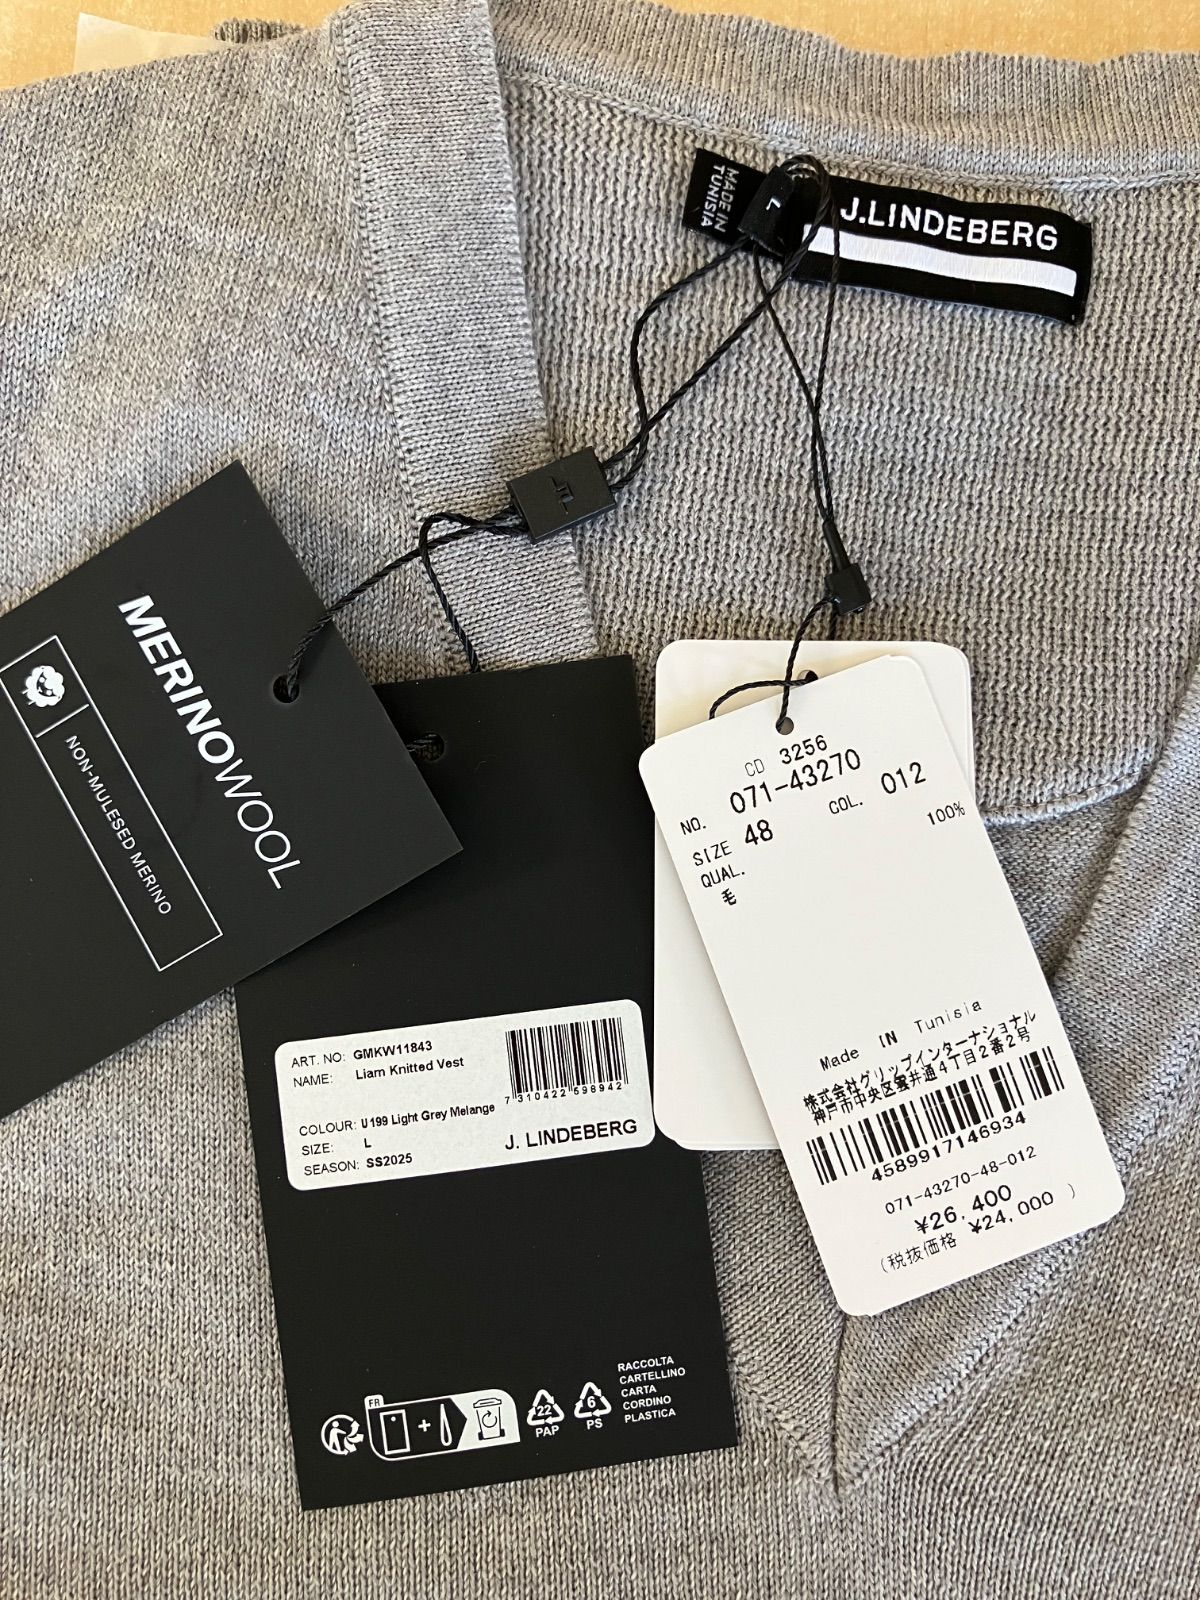 MADE IN
TUNISIA
L
J.LINDEBERG
JL
MERINOWOOL
NON-MULESED MERINO
ART. NO: GMKW11843
NAME: Liam Knitted Vest
7 310422 598942
COLOUR: U199 Light Grey Melange
SIZE: L
SEASON: SS2025
J. LINDEBERG
FR
22
PAP
6
PS
RACCOLTA
CARTELLINO
CARTA
CORDINO
PLASTICA
CD 3256
NO. 071-43270
SIZE 48 COL. 012
QUAL. 100%
毛
Made IN Tunisia
株式会社グリップインターナショナル
神戸市中央区雲井通4丁目2番2号
4589917146934
071-43270-48-012
¥26,400
(税抜価格 ¥24,000 )